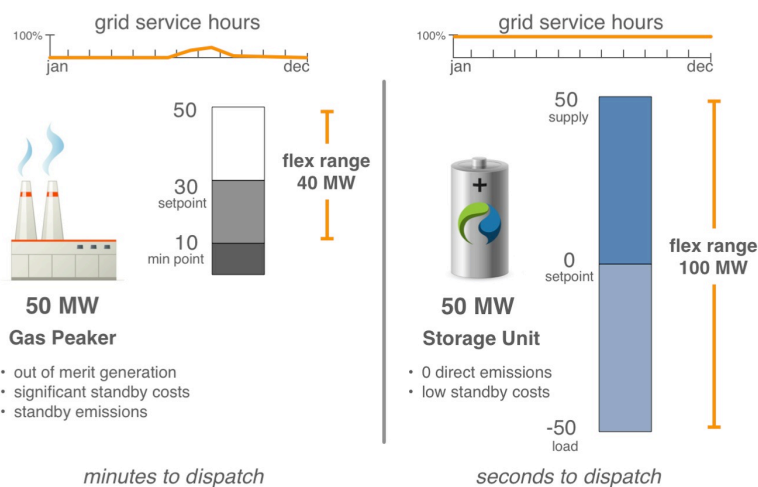 grid service hours
100%
jan
dec
50
30
setpoint
10
min point
flex range
40 MW
50 MW
Gas Peaker
• out of merit generation
• significant standby costs
• standby emissions
minutes to dispatch
grid service hours
100%
jan
dec
50
supply
0
setpoint
-50
load
flex range
100 MW
+
50 MW
Storage Unit
• 0 direct emissions
• low standby costs
seconds to dispatch